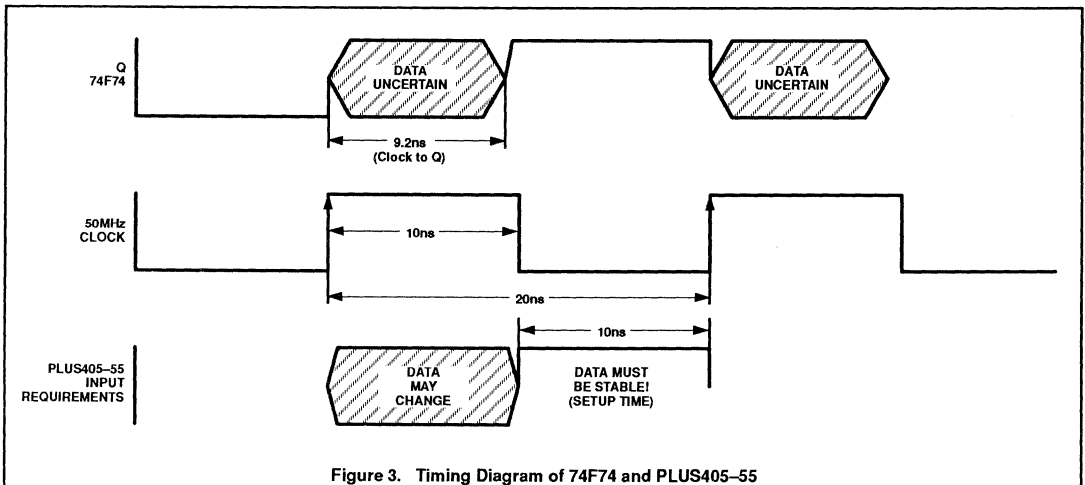 Q
74F74
DATA
UNCERTAIN
DATA
UNCERTAIN
9.2ns
(Clock to Q)
50MHz
CLOCK
10ns
20ns
10ns
PLUS405–55
INPUT
REQUIREMENTS
DATA
MAY
CHANGE
DATA MUST
BE STABLE!
(SETUP TIME)
Figure 3. Timing Diagram of 74F74 and PLUS405–55